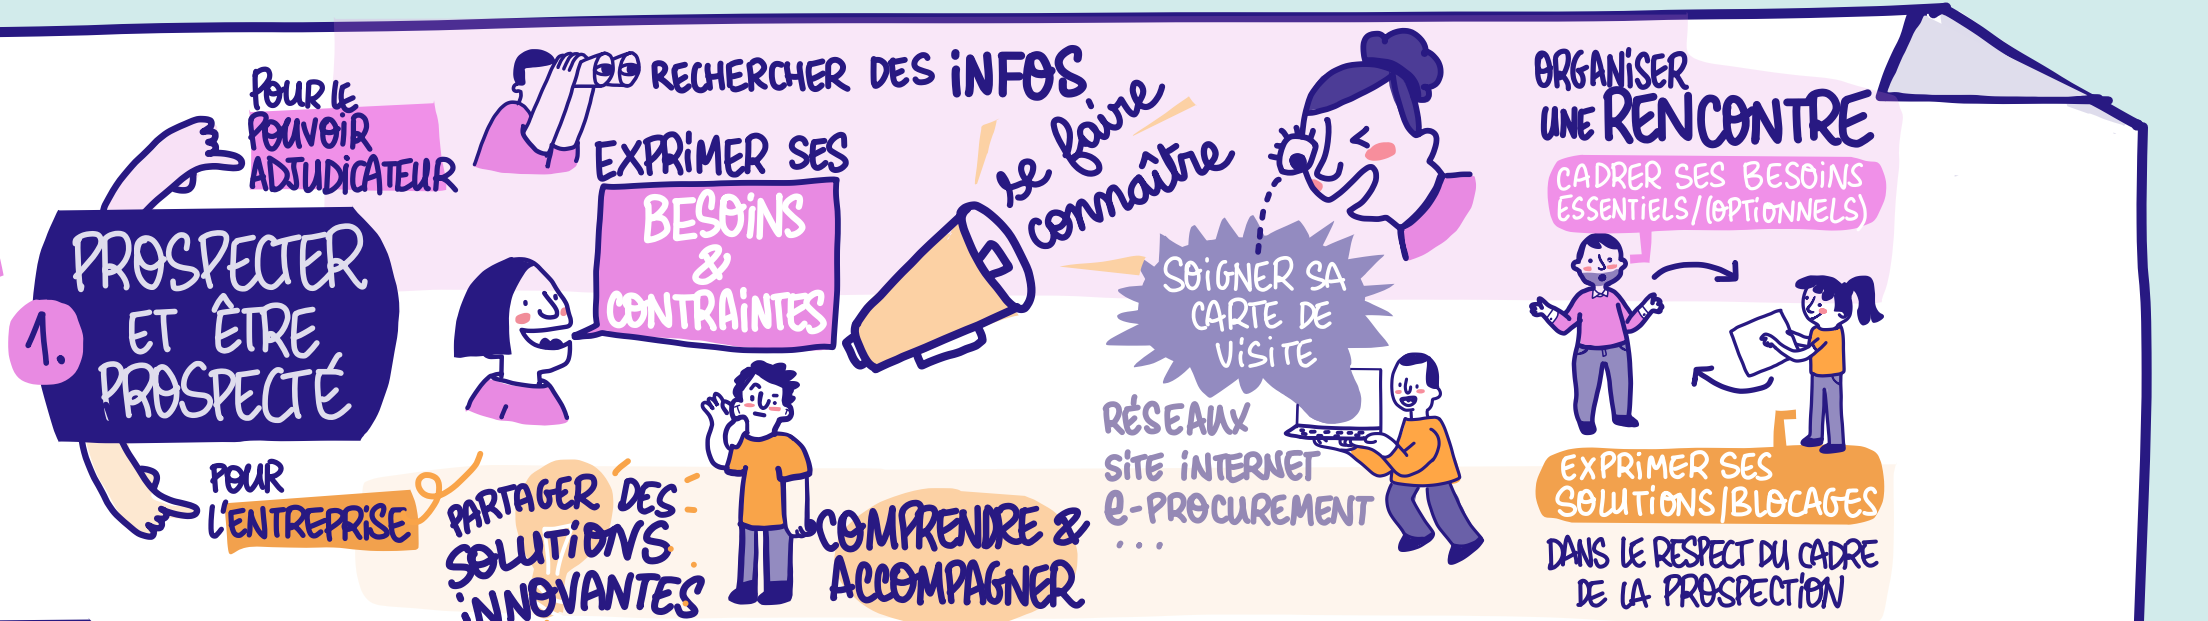 1.
PROSPECTER
ET ÊTRE
PROSPECTÉ
POUR LE
POUVOIR
ADJUDICATEUR
RECHERCHER DES INFOS
EXPRIMER SES
BESOINS
&
CONTRAINTES
se faire
connaître
SOIGNER SA
CARTE DE
VISITE
RÉSEAUX
SITE INTERNET
e-PROCUREMENT
...
ORGANISER
UNE RENCONTRE
CADRER SES BESOINS
ESSENTIELS/(OPTIONNELS)
EXPRIMER SES
SOLUTIONS/BLOCAGES
DANS LE RESPECT DU CADRE
DE LA PROSPECTION
POUR
L'ENTREPRISE
PARTAGER DES
SOLUTIONS
INNOVANTES
COMPRENDRE &
ACCOMPAGNER